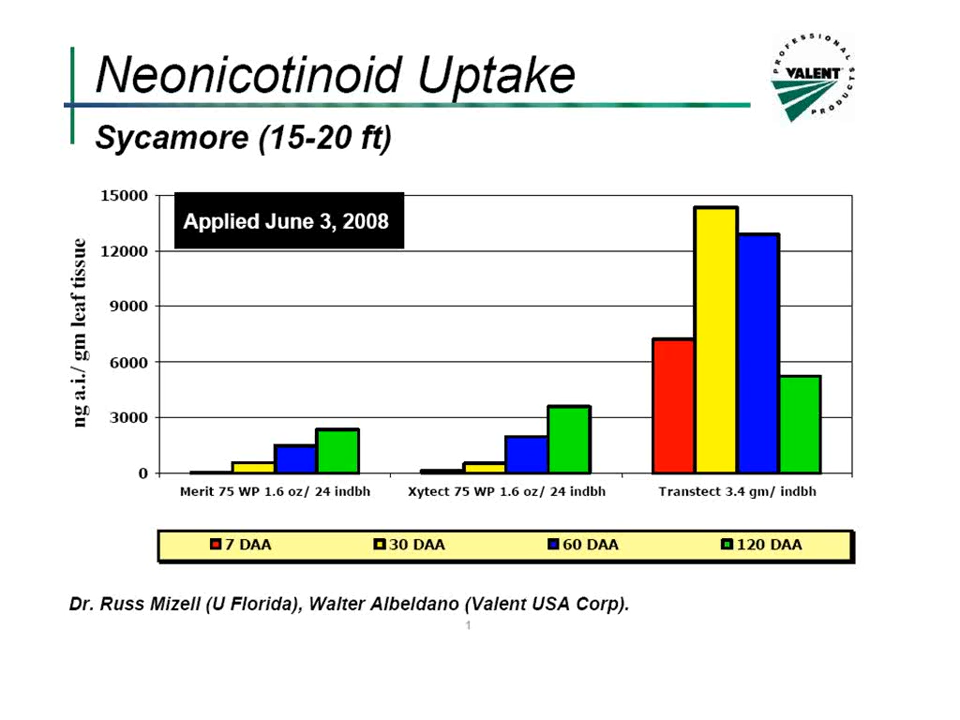 Neonicotinoid Uptake
PROFESSIONAL
VALENT
PRODUCTS
Sycamore (15-20 ft)
Applied June 3, 2008
ng a.i./ gm leaf tissue
15000
12000
9000
6000
3000
0
Merit 75 WP 1.6 oz/ 24 indbh
Xytect 75 WP 1.6 oz/ 24 indbh
Transtect 3.4 gm/ indbh
7 DAA
30 DAA
60 DAA
120 DAA
Dr. Russ Mizell (U Florida), Walter Albeldano (Valent USA Corp).
1